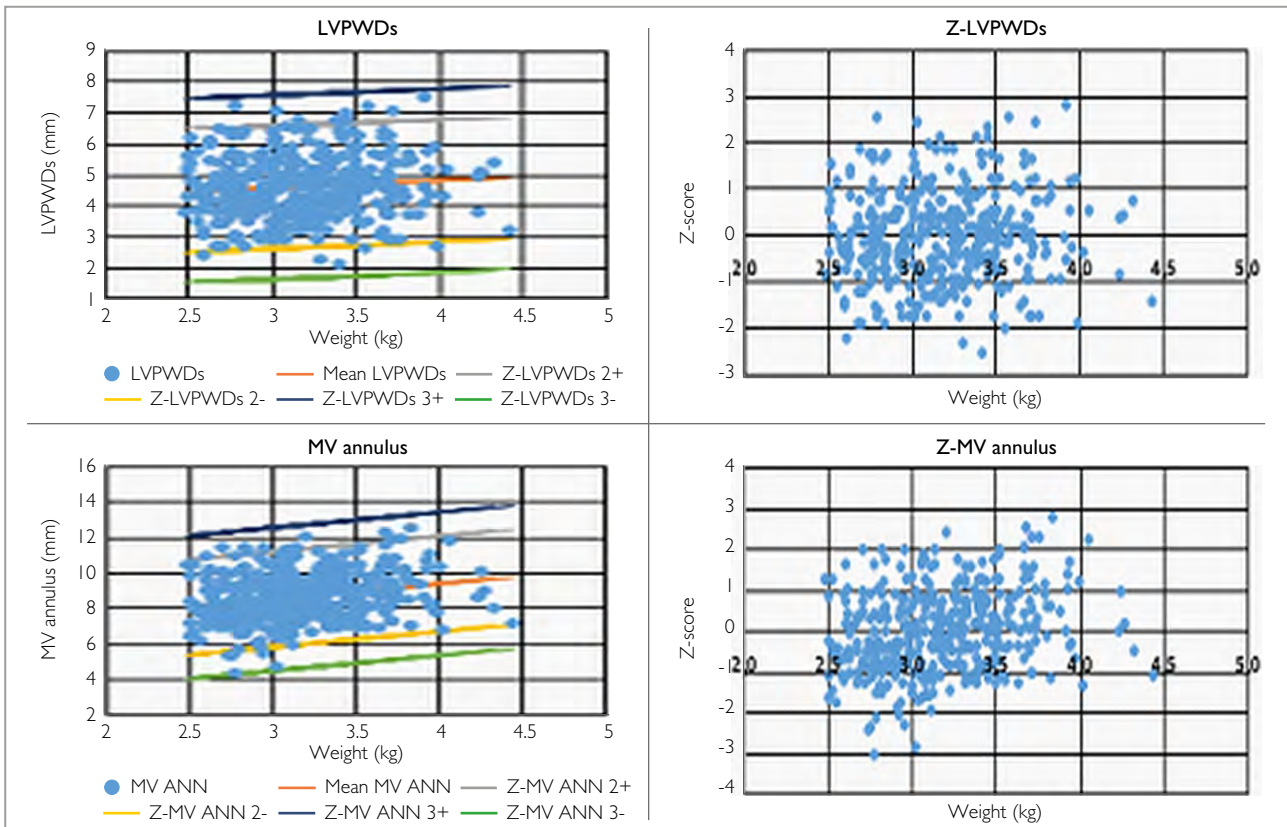 LVPWDs
9
8
7
6
5
4
3
2
1
LVPWDs (mm)
2 2.5 3 3.5 4 4.5 5
Weight (kg)
LVPWDs Mean LVPWDs Z-LVPWDs 2+
Z-LVPWDs 2- Z-LVPWDs 3+ Z-LVPWDs 3-
Z-LVPWDs
4
3
2
1
0
-1
-2
-3
Z-score
2.0 2.5 3.0 3.5 4.0 4.5 5.0
Weight (kg)
MV annulus
16
14
12
10
8
6
4
2
MV annulus (mm)
2 2.5 3 3.5 4 4.5 5
Weight (kg)
MV ANN Mean MV ANN Z-MV ANN 2+
Z-MV ANN 2- Z-MV ANN 3+ Z-MV ANN 3-
Z-MV annulus
4
3
2
1
0
-1
-2
-3
-4
Z-score
2.0 2.5 3.0 3.5 4.0 4.5 5.0
Weight (kg)